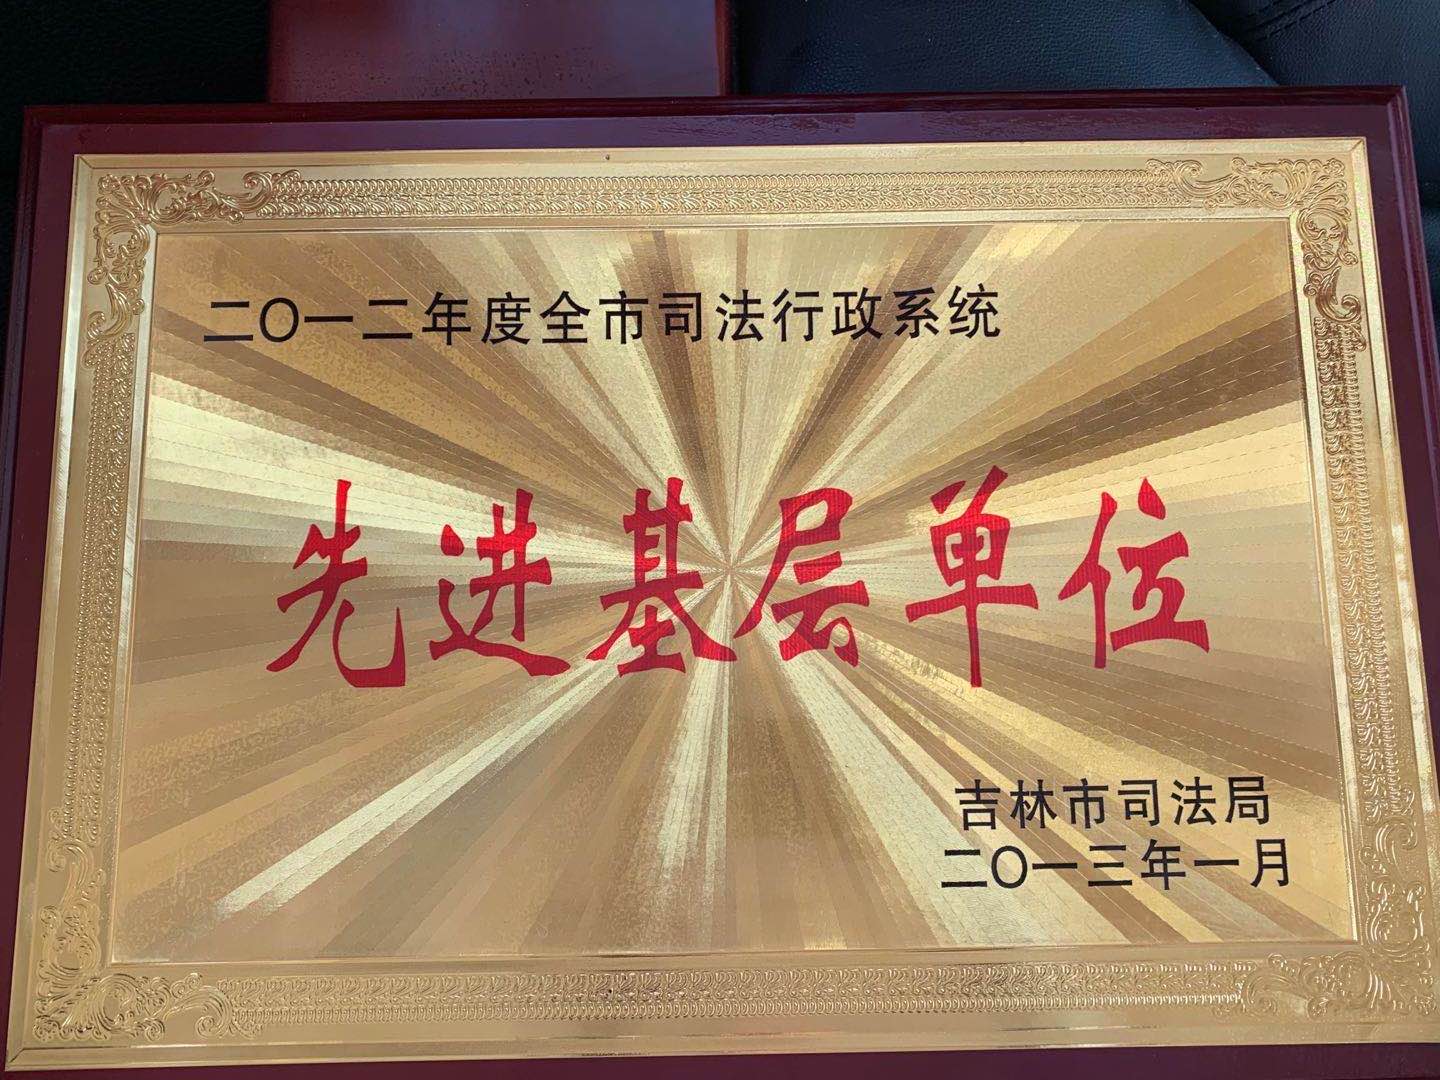 二〇一二年度全市司法行政系统
先进基层单位
吉林市司法局
二〇一三年一月